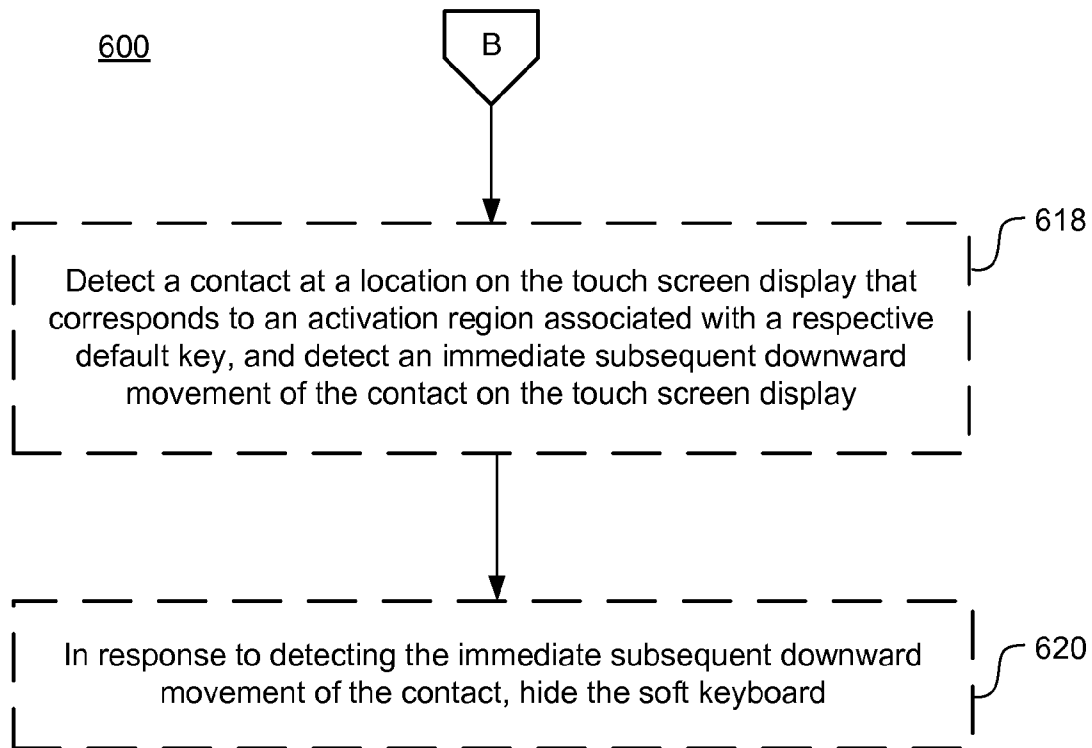 600
B
618
Detect a contact at a location on the touch screen display that
corresponds to an activation region associated with a respective
default key, and detect an immediate subsequent downward
movement of the contact on the touch screen display
In response to detecting the immediate subsequent downward
movement of the contact, hide the soft keyboard
620